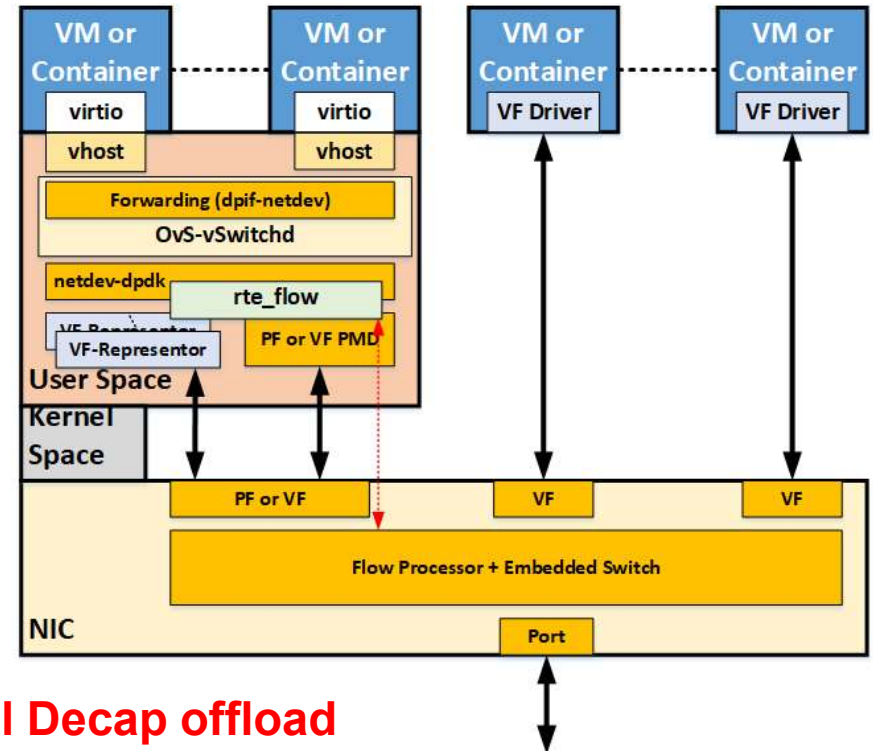 VM or
Container
VM or
Container
VM or
Container
VM or
Container
virtio
virtio
VF Driver
VF Driver
vhost
vhost
Forwarding (dpif-netdev)
OvS-vSwitchd
netdev-dpdk
rte_flow
VF-Representor
VF-Representor
PF or VF PMD
User Space
Kernel
Space
PF or VF
VF
VF
Flow Processor + Embedded Switch
NIC
Port
Decap offload